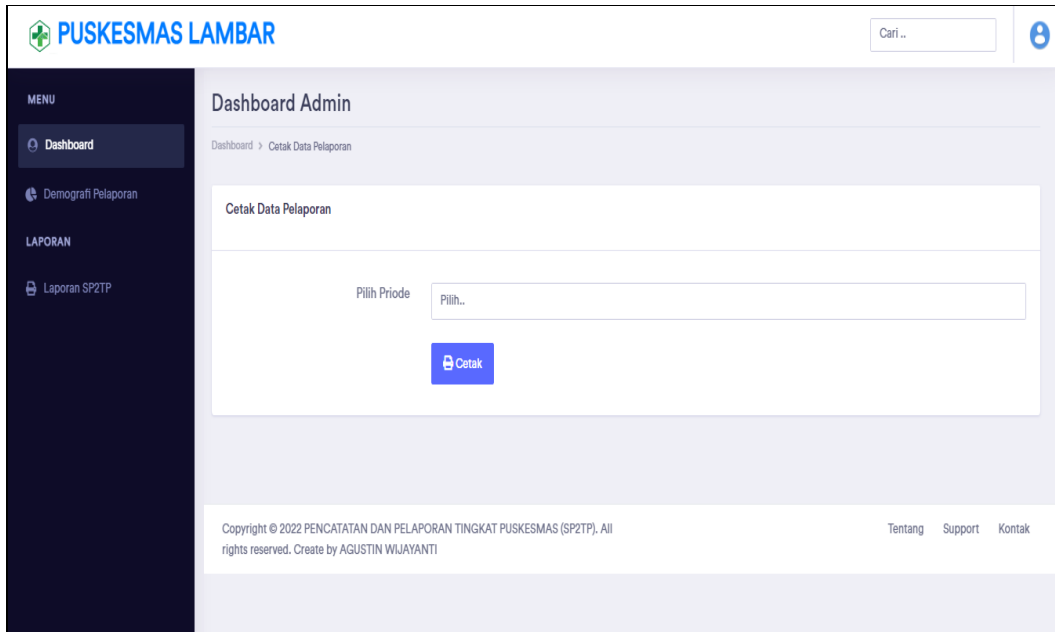 PUSKESMAS LAMBAR
Cari ..
MENU
Dashboard
Demografi Pelaporan
LAPORAN
Laporan SP2TP
Dashboard Admin
Dashboard > Cetak Data Pelaporan
Cetak Data Pelaporan
Pilih Priode
Pilih..
Cetak
Copyright © 2022 PENCATATAN DAN PELAPORAN TINGKAT PUSKESMAS (SP2TP). All
rights reserved. Create by AGUSTIN WIJAYANTI
Tentang Support Kontak